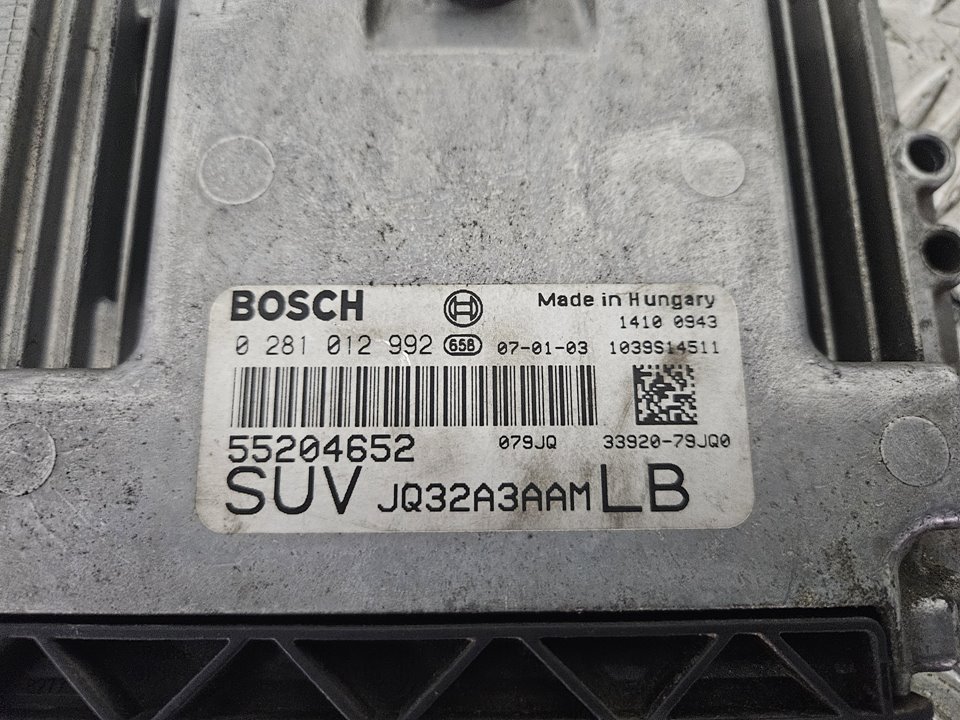 BOSCH Made in Hungary
1410 0943
0 281 012 992 658 07-01-03 1039S14511
55204652 079JQ 33920-79JQ0
SUV JQ32A3AAM LB